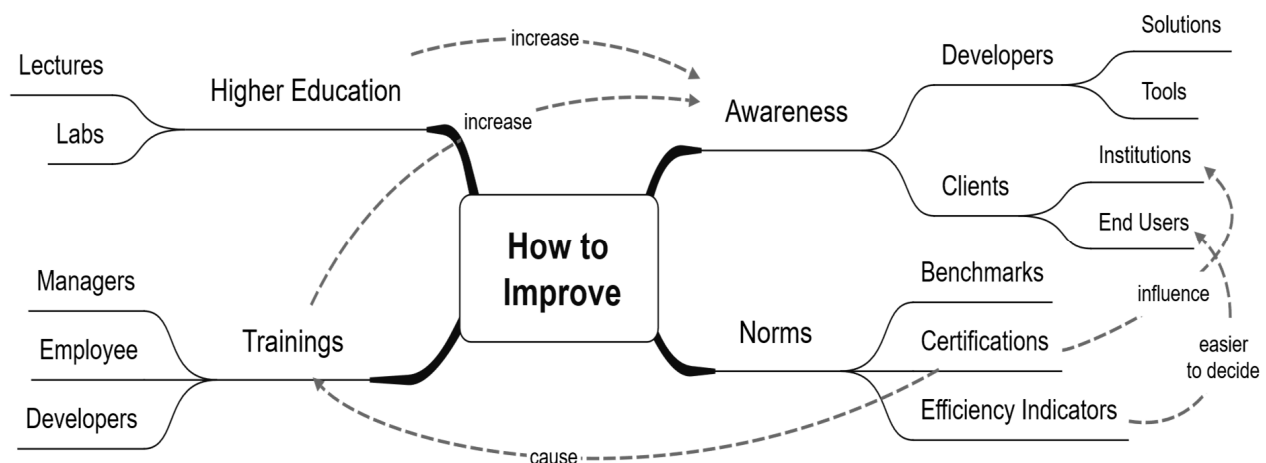 How to
Improve
Higher Education
Lectures
Labs
Trainings
Managers
Employee
Developers
Awareness
Developers
Solutions
Tools
Clients
Institutions
End Users
Norms
Benchmarks
Certifications
Efficiency Indicators
increase
increase
influence
easier
to decide
cause